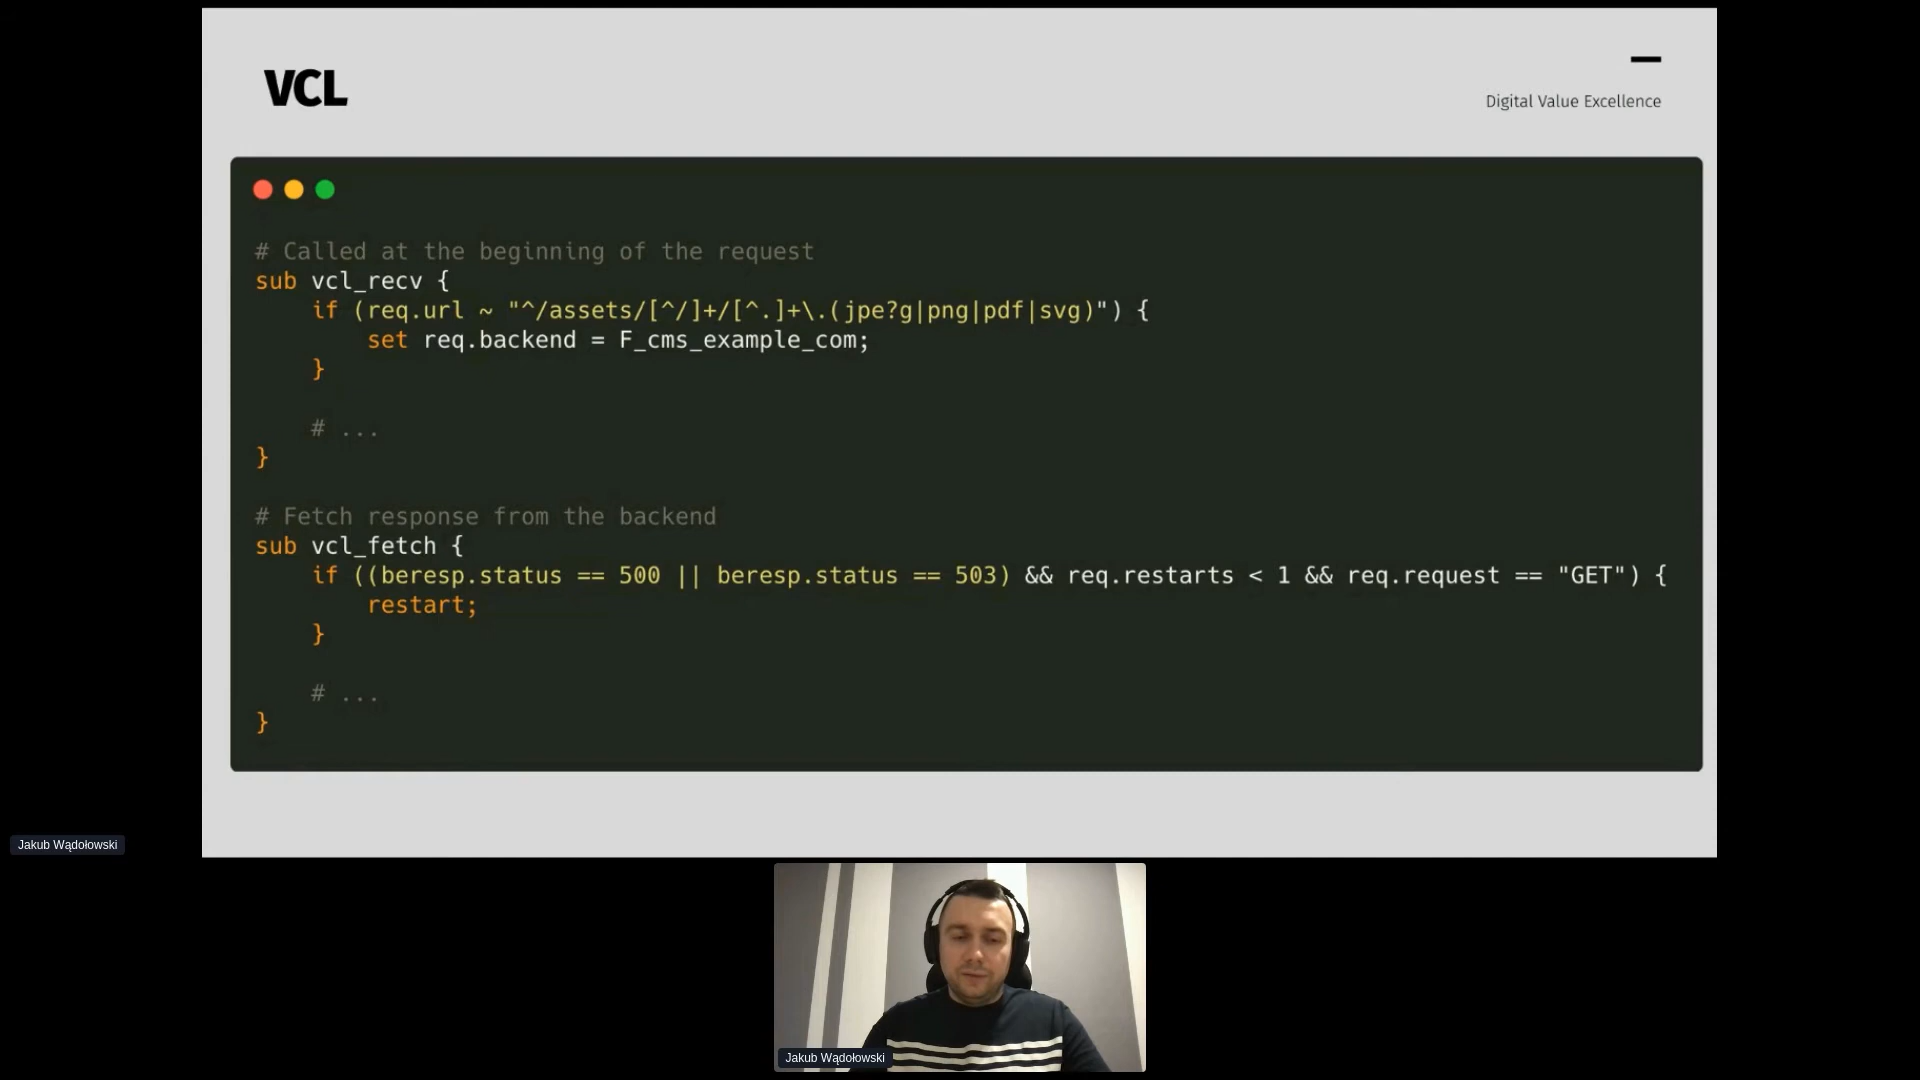 VCL
Digital Value Excellence
# Called at the beginning of the request
sub vcl_recv {
    if (req.url ~ "^/assets/[^/]+/[^.]+\.(jpe?g|png|pdf|svg)") {
        set req.backend = F_cms_example_com;
    }
    # ...
}
# Fetch response from the backend
sub vcl_fetch {
    if ((beresp.status == 500 || beresp.status == 503) && req.restarts < 1 && req.request == "GET") {
        restart;
    }
    # ...
}
Jakub Wądołowski
Jakub Wądołowski